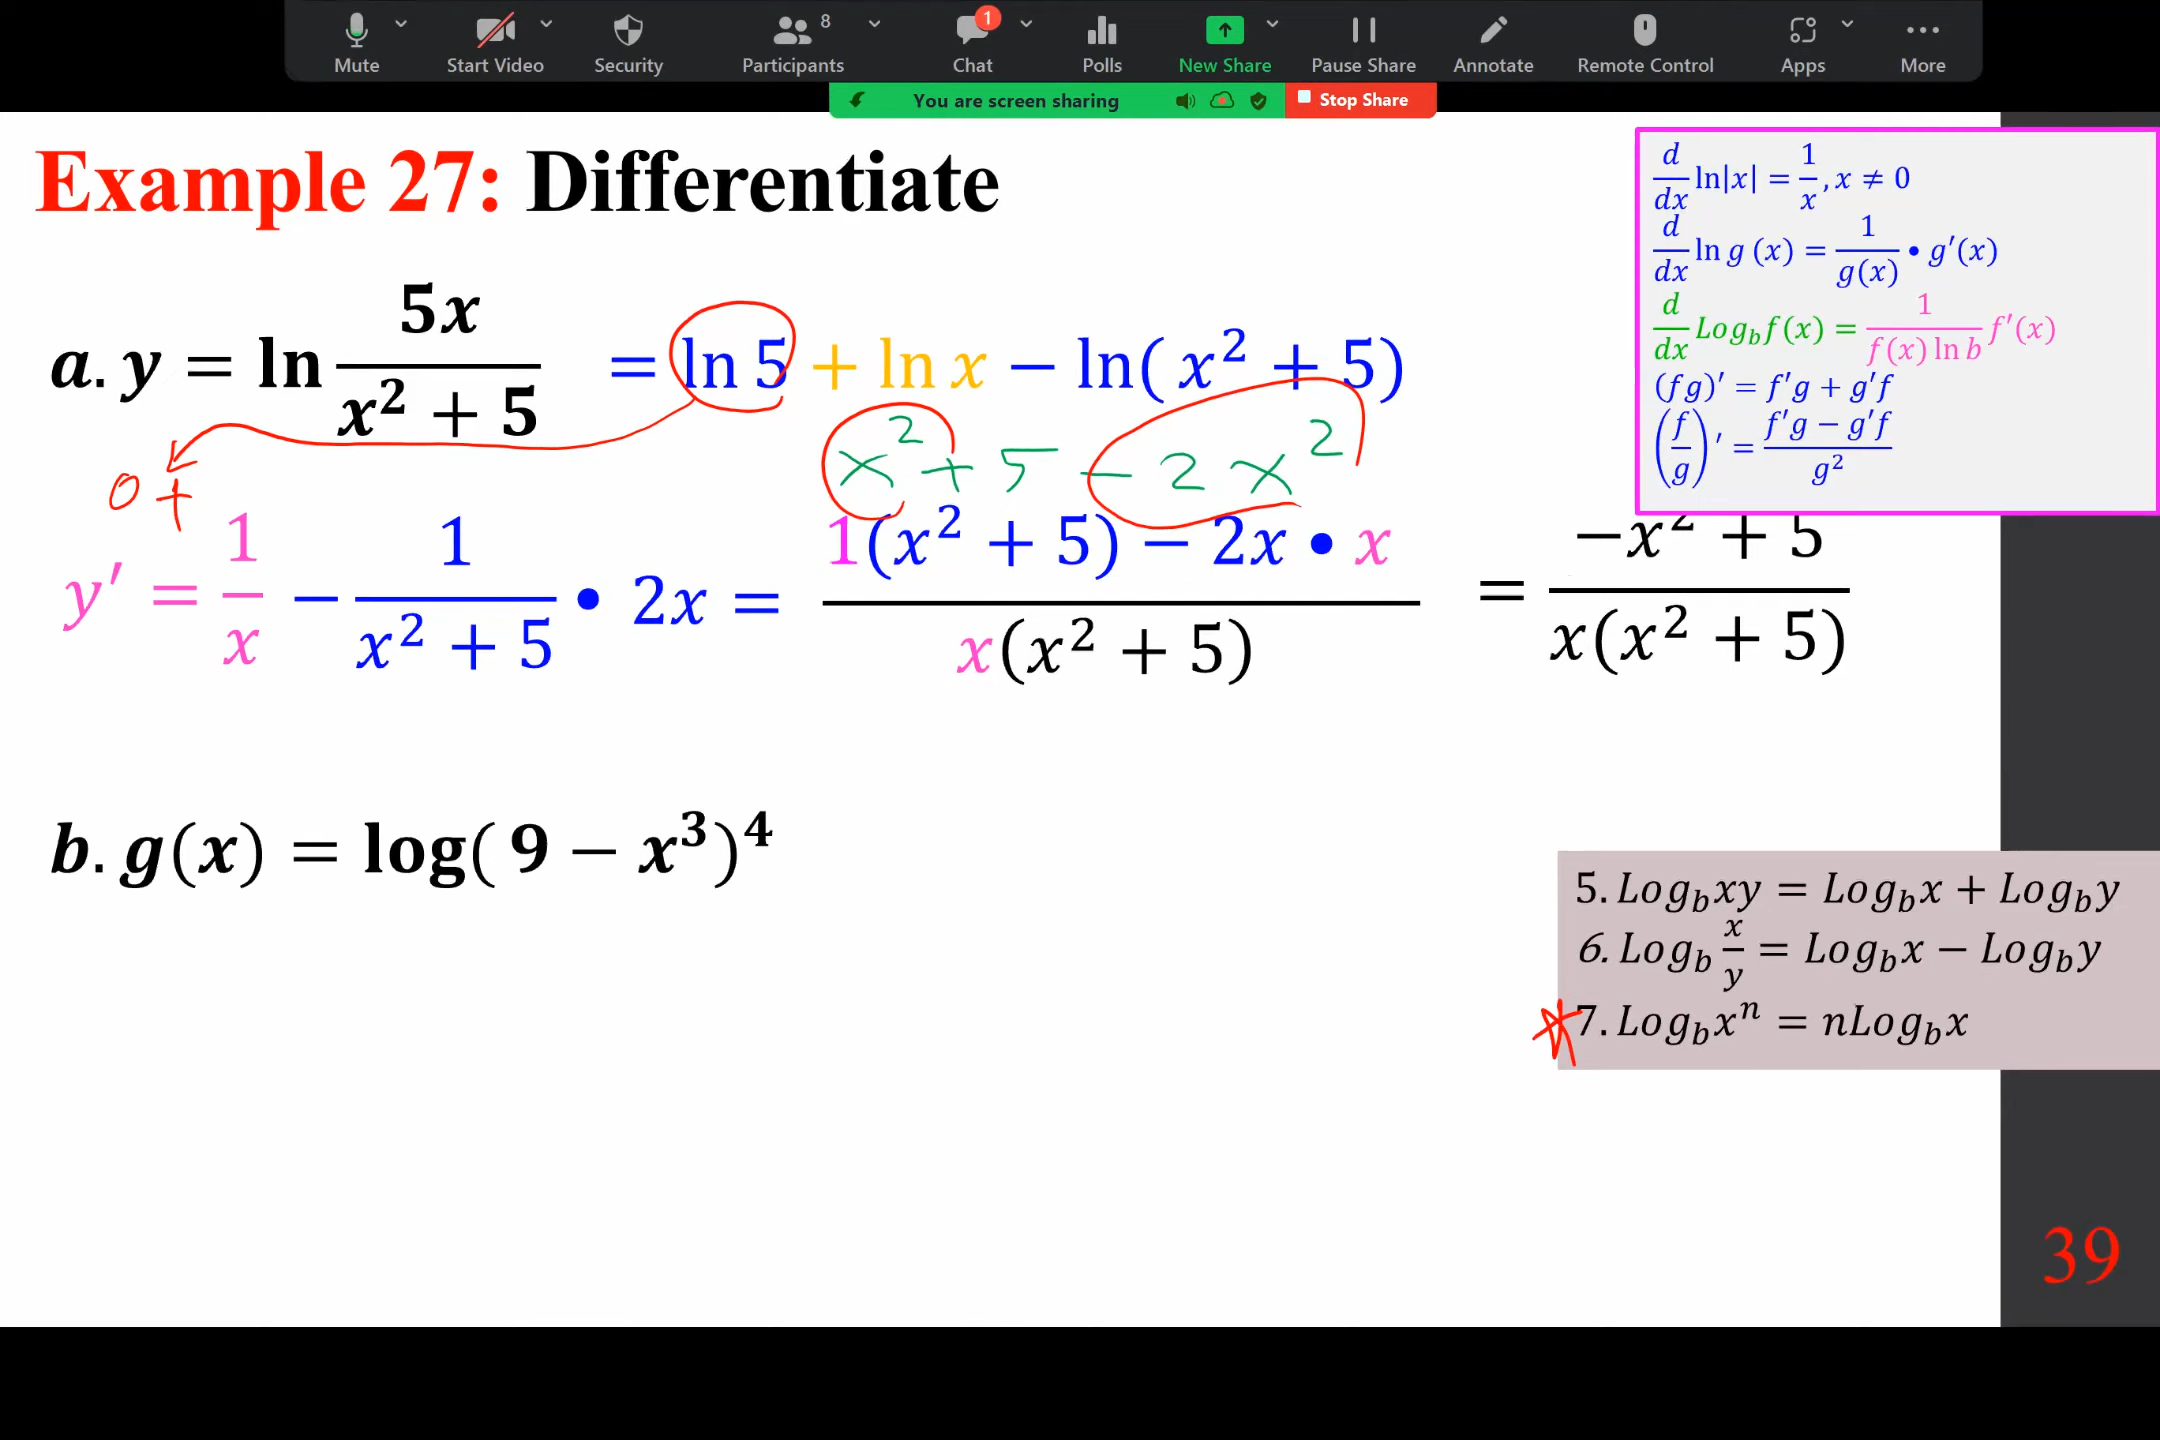 Mute Start Video Security Participants 8 Chat 1 Polls New Share Pause Share Annotate Remote Control Apps More
You are screen sharing Stop Share
Example 27: Differentiate
d/dx ln|x| = 1/x, x ≠ 0
d/dx ln g (x) = 1/g(x) • g′(x)
d/dx Log_b f(x) = 1/(f(x) ln b) f′(x)
(fg)′ = f′g + g′f
(f/g)′ = (f′g − g′f)/g²
a. y = ln 5x/(x² + 5) = ln 5 + ln x − ln( x² + 5)
x² + 5 − 2x²
0 +
y′ = 1/x − 1/(x² + 5) • 2x = (1(x² + 5) − 2x • x)/(x(x² + 5)) = (−x² + 5)/(x(x² + 5))
b. g(x) = log( 9 − x³)⁴
5. Log_b xy = Log_b x + Log_b y
6. Log_b x/y = Log_b x − Log_b y
7. Log_b xⁿ = nLog_b x
39